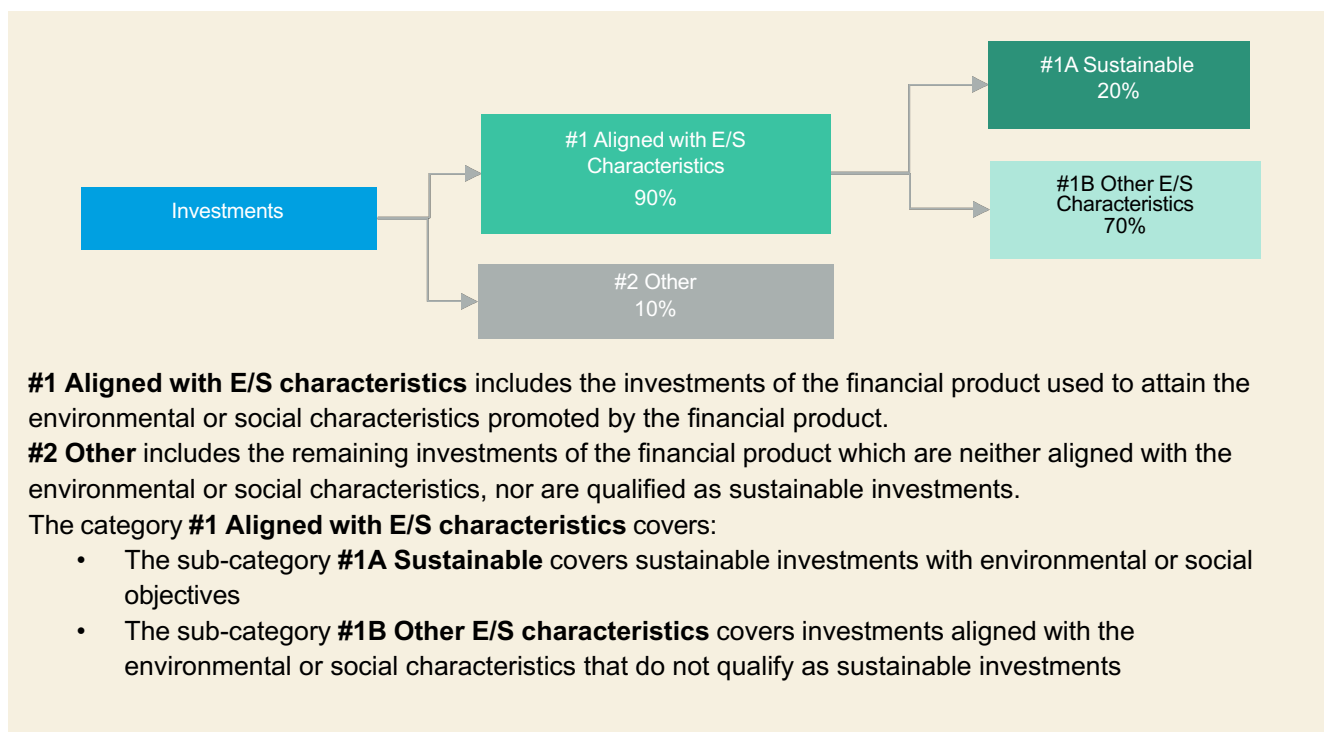 #1A Sustainable
20%
#1 Aligned with E/S
Characteristics
90%
#1B Other E/S
Characteristics
70%
Investments
#2 Other
10%
#1 Aligned with E/S characteristics includes the investments of the financial product used to attain the
environmental or social characteristics promoted by the financial product.
#2 Other includes the remaining investments of the financial product which are neither aligned with the
environmental or social characteristics, nor are qualified as sustainable investments.
The category #1 Aligned with E/S characteristics covers:
• The sub-category #1A Sustainable covers sustainable investments with environmental or social
objectives
• The sub-category #1B Other E/S characteristics covers investments aligned with the
environmental or social characteristics that do not qualify as sustainable investments